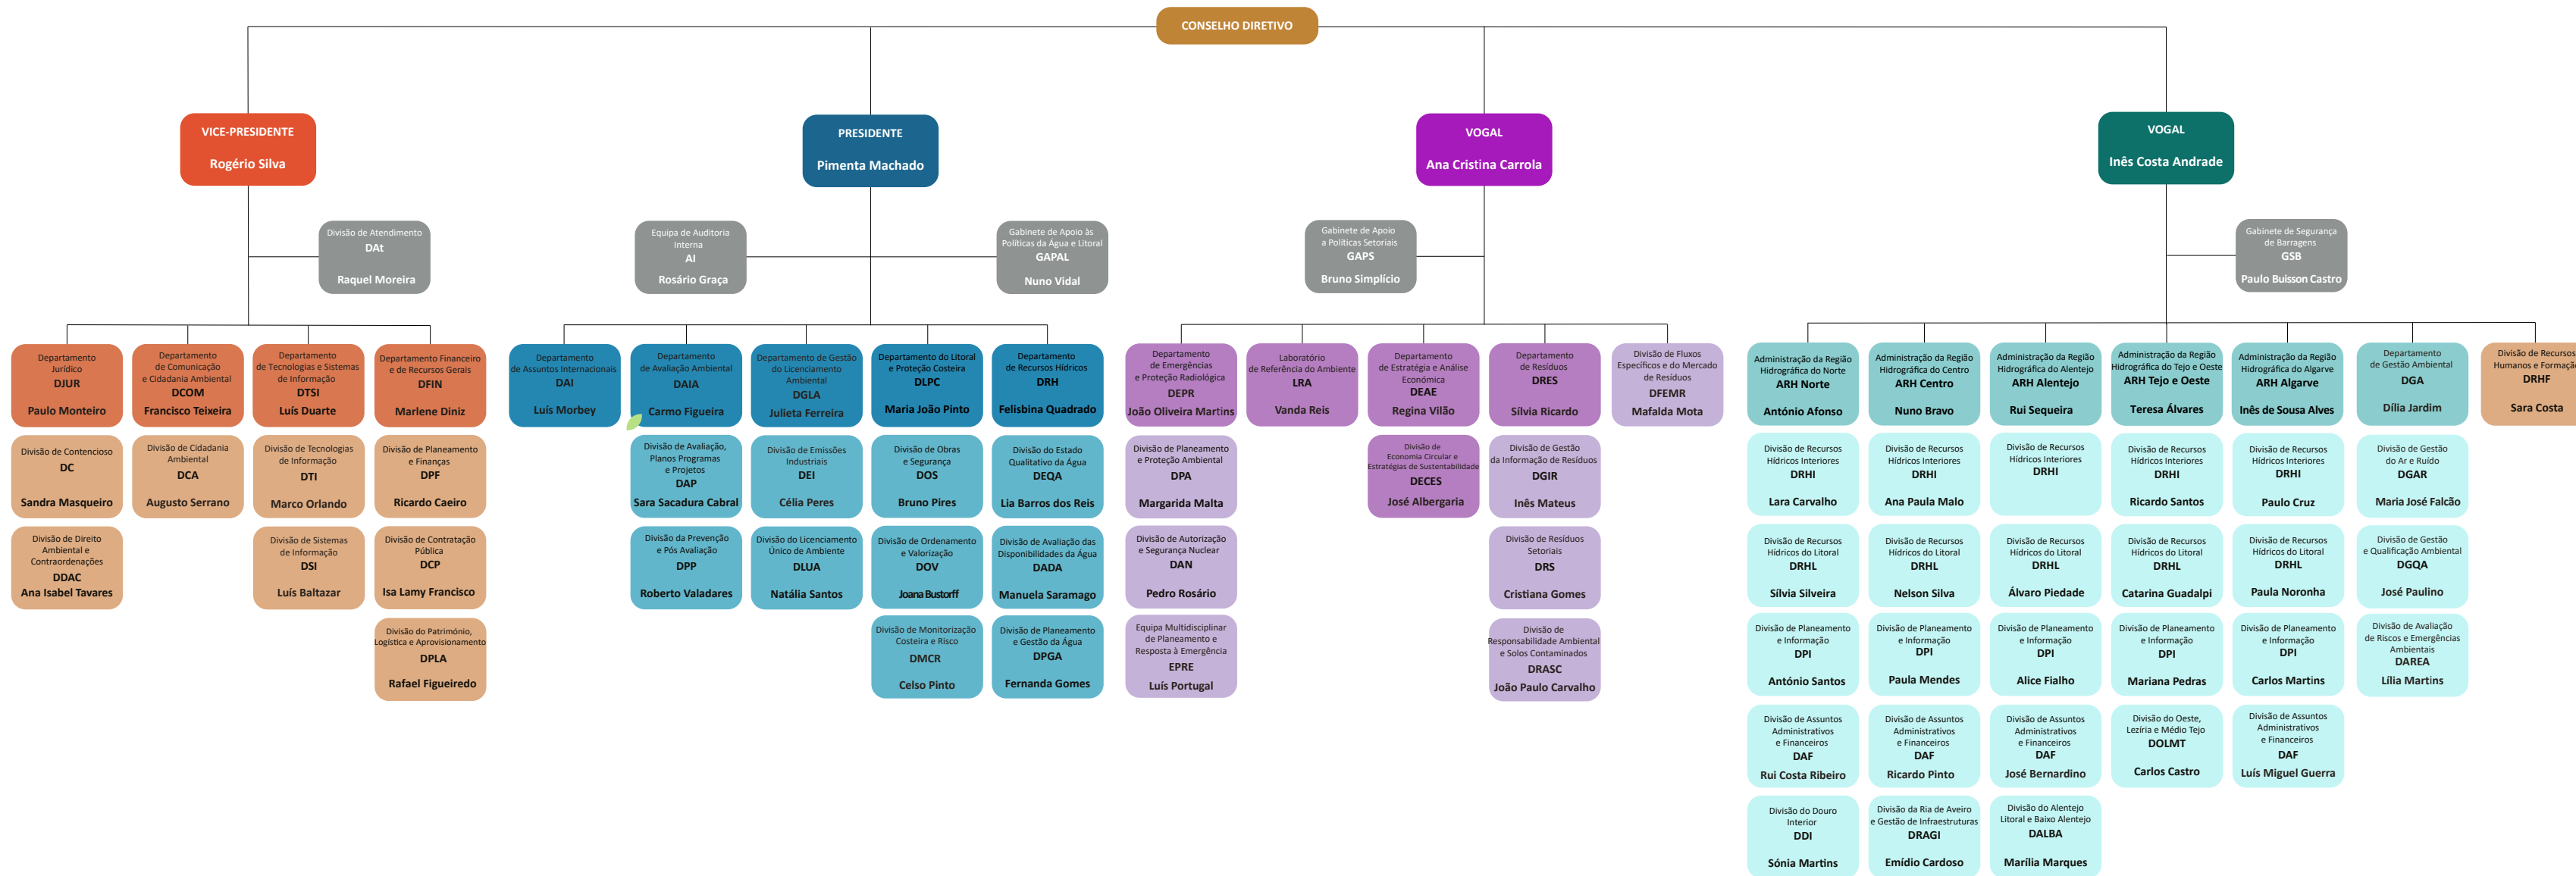 CONSELHO DIRETIVO
VICE-PRESIDENTE
Rogério Silva
Divisão de Atendimento
DAt
Raquel Moreira
Departamento
Jurídico
DJUR
Paulo Monteiro
Divisão de Contencioso
DC
Sandra Masqueiro
Divisão de Direito
Ambiental e
Contraordenações
DDAC
Ana Isabel Tavares
Departamento
de Comunicação
e Cidadania Ambiental
DCOM
Francisco Teixeira
Divisão de Cidadania
Ambiental
DCA
Augusto Serrano
Departamento
de Tecnologias e Sistemas
de Informação
DTSI
Luís Duarte
Divisão de Tecnologias
de Informação
DTI
Marco Orlando
Divisão de Sistemas
de Informação
DSI
Luís Baltazar
Departamento Financeiro
e de Recursos Gerais
DFIN
Marlene Diniz
Divisão de Planeamento
e Finanças
DPF
Ricardo Caeiro
Divisão de Contratação
Pública
DCP
Isa Lamy Francisco
Divisão do Património,
Logística e Aprovisionamento
DPLA
Rafael Figueiredo
PRESIDENTE
Pimenta Machado
Equipa de Auditoria
Interna
AI
Rosário Graça
Gabinete de Apoio às
Políticas da Água e Litoral
GAPAL
Nuno Vidal
Departamento
de Assuntos Internacionais
DAI
Luís Morbey
Departamento
de Avaliação Ambiental
DAIA
Carmo Figueira
Divisão de Avaliação,
Planos Programas
e Projetos
DAP
Sara Sacadura Cabral
Divisão da Prevenção
e Pós Avaliação
DPP
Roberto Valadares
Departamento de Gestão
do Licenciamento
Ambiental
DGLA
Julieta Ferreira
Divisão de Emissões
Industriais
DEI
Célia Peres
Divisão do Licenciamento
Único de Ambiente
DLUA
Natália Santos
Departamento do Litoral
e Proteção Costeira
DLPC
Maria João Pinto
Divisão de Obras
e Segurança
DOS
Bruno Pires
Divisão de Ordenamento
e Valorização
DOV
Joana Bustorff
Divisão de Monitorização
Costeira e Risco
DMCR
Celso Pinto
Departamento
de Recursos Hídricos
DRH
Felisbina Quadrado
Divisão do Estado
Qualitativo da Água
DEQA
Lia Barros dos Reis
Divisão de Avaliação das
Disponibilidades da Água
DADA
Manuela Saramago
Divisão de Planeamento
e Gestão da Água
DPGA
Fernanda Gomes
VOGAL
Ana Cristina Carrola
Gabinete de Apoio
a Políticas Setoriais
GAPS
Bruno Simplício
Departamento
de Emergências
e Proteção Radiológica
DEPR
João Oliveira Martins
Divisão de Planeamento
e Proteção Ambiental
DPA
Margarida Malta
Divisão de Autorização
e Segurança Nuclear
DAN
Pedro Rosário
Equipa Multidisciplinar
de Planeamento e
Resposta à Emergência
EPRE
Luís Portugal
Laboratório
de Referência do Ambiente
LRA
Vanda Reis
Departamento
de Estratégia e Análise
Económica
DEAE
Regina Vilão
Divisão de
Economia Circular e
Estratégias de Sustentabilidade
DECES
José Albergaria
Departamento
de Resíduos
DRES
Sílvia Ricardo
Divisão de Gestão
da Informação de Resíduos
DGIR
Inês Mateus
Divisão de Resíduos
Setoriais
DRS
Cristiana Gomes
Divisão de
Responsabilidade Ambiental
e Solos Contaminados
DRASC
João Paulo Carvalho
Divisão de Fluxos
Específicos e do Mercado
de Resíduos
DFEMR
Mafalda Mota
VOGAL
Inês Costa Andrade
Gabinete de Segurança
de Barragens
GSB
Paulo Buisson Castro
Administração da Região
Hidrográfica do Norte
ARH Norte
António Afonso
Divisão de Recursos
Hídricos Interiores
DRHI
Lara Carvalho
Divisão de Recursos
Hídricos do Litoral
DRHL
Sílvia Silveira
Divisão de Planeamento
e Informação
DPI
António Santos
Divisão de Assuntos
Administrativos
e Financeiros
DAF
Rui Costa Ribeiro
Divisão do Douro
Interior
DDI
Sónia Martins
Administração da Região
Hidrográfica do Centro
ARH Centro
Nuno Bravo
Divisão de Recursos
Hídricos Interiores
DRHI
Ana Paula Malo
Divisão de Recursos
Hídricos do Litoral
DRHL
Nelson Silva
Divisão de Planeamento
e Informação
DPI
Paula Mendes
Divisão de Assuntos
Administrativos
e Financeiros
DAF
Ricardo Pinto
Divisão da Ria de Aveiro
e Gestão de Infraestruturas
DRAGI
Emídio Cardoso
Administração da Região
Hidrográfica do Alentejo
ARH Alentejo
Rui Sequeira
Divisão de Recursos
Hídricos Interiores
DRHI
Divisão de Recursos
Hídricos do Litoral
DRHL
Álvaro Piedade
Divisão de Planeamento
e Informação
DPI
Alice Fialho
Divisão de Assuntos
Administrativos
e Financeiros
DAF
José Bernardino
Divisão do Alentejo
Litoral e Baixo Alentejo
DALBA
Marília Marques
Administração da Região
Hidrográfica do Tejo e Oeste
ARH Tejo e Oeste
Teresa Álvares
Divisão de Recursos
Hídricos Interiores
DRHI
Ricardo Santos
Divisão de Recursos
Hídricos do Litoral
DRHL
Catarina Guadalpi
Divisão de Planeamento
e Informação
DPI
Mariana Pedras
Divisão do Oeste,
Lezíria e Médio Tejo
DOLMT
Carlos Castro
Administração da Região
Hidrográfica do Algarve
ARH Algarve
Inês de Sousa Alves
Divisão de Recursos
Hídricos Interiores
DRHI
Paulo Cruz
Divisão de Recursos
Hídricos do Litoral
DRHL
Paula Noronha
Divisão de Planeamento
e Informação
DPI
Carlos Martins
Divisão de Assuntos
Administrativos
e Financeiros
DAF
Luís Miguel Guerra
Departamento
de Gestão Ambiental
DGA
Dília Jardim
Divisão de Gestão
do Ar e Ruído
DGAR
Maria José Falcão
Divisão de Gestão
e Qualificação Ambiental
DGQA
José Paulino
Divisão de Avaliação
de Riscos e Emergências
Ambientais
DAREA
Lília Martins
Divisão de Recursos
Humanos e Formação
DRHF
Sara Costa